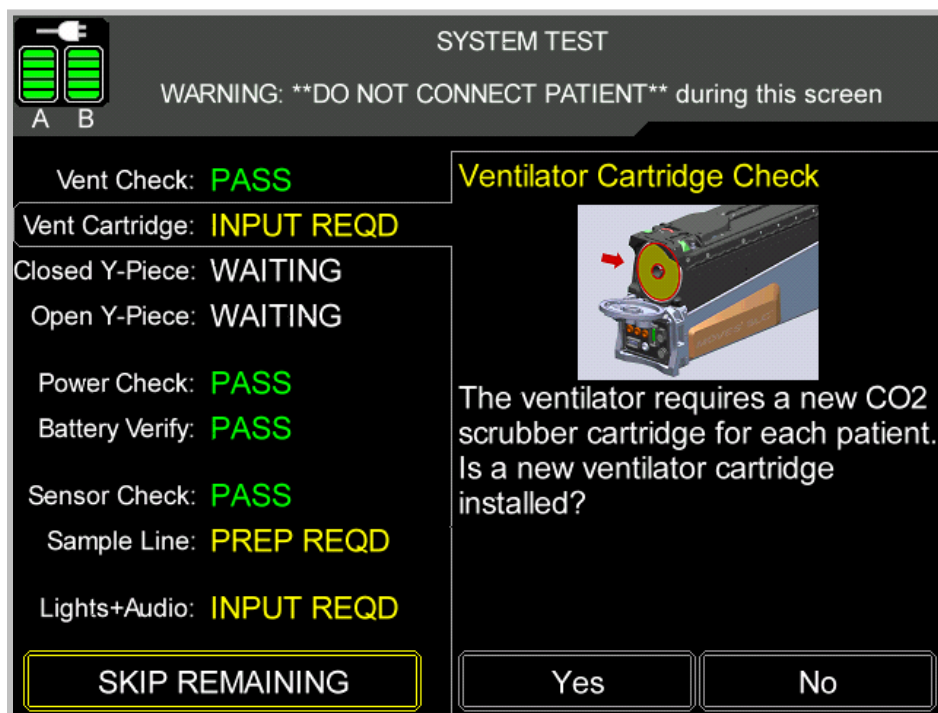 SYSTEM TEST
WARNING: **DO NOT CONNECT PATIENT** during this screen
A B
Vent Check: PASS
Vent Cartridge: INPUT REQD
Closed Y-Piece: WAITING
Open Y-Piece: WAITING
Power Check: PASS
Battery Verify: PASS
Sensor Check: PASS
Sample Line: PREP REQD
Lights+Audio: INPUT REQD
SKIP REMAINING
Ventilator Cartridge Check
MOVES SLC
The ventilator requires a new CO2
scrubber cartridge for each patient.
Is a new ventilator cartridge
installed?
Yes
No